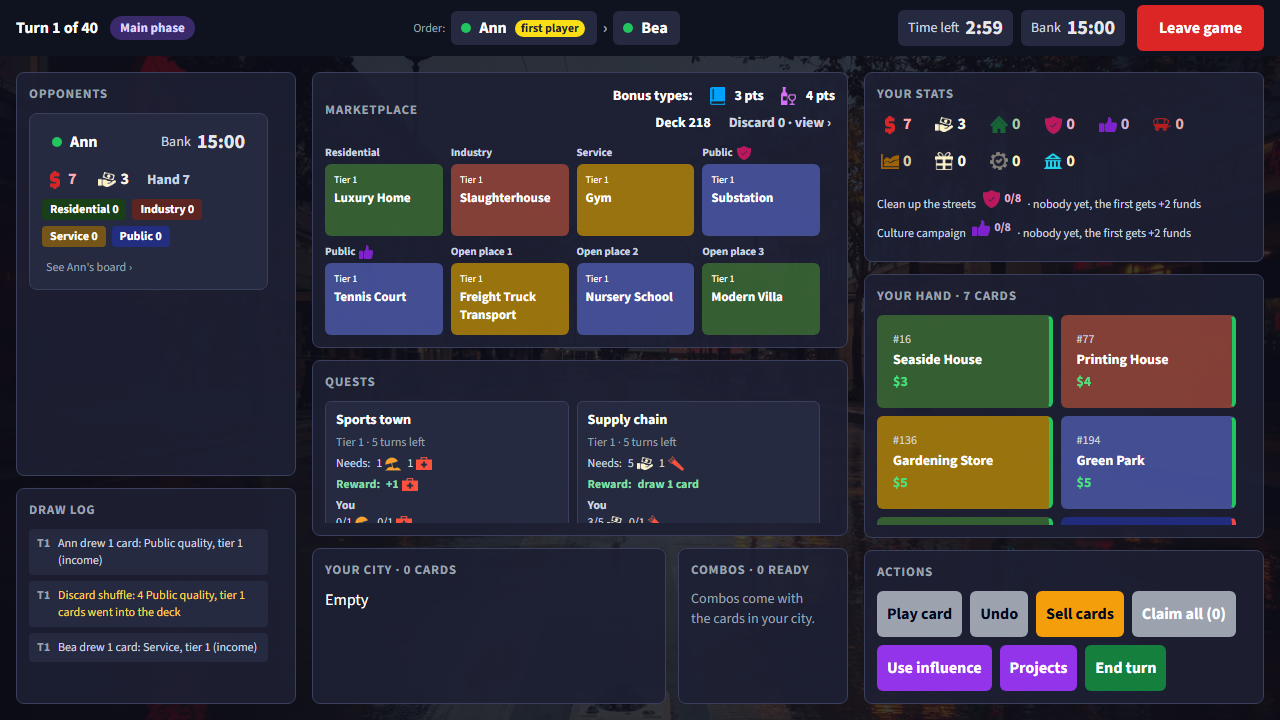 Turn 1 of 40 Main phase
Order: Ann first player › Bea
Time left 2:59 Bank 15:00 Leave game
OPPONENTS
Ann Bank 15:00
7 3 Hand 7
Residential 0 Industry 0
Service 0 Public 0
See Ann's board ›
DRAW LOG
T1 Ann drew 1 card: Public quality, tier 1
(income)
T1 Discard shuffle: 4 Public quality, tier 1
cards went into the deck
T1 Bea drew 1 card: Service, tier 1 (income)
MARKETPLACE
Bonus types: 3 pts 4 pts
Deck 218 Discard 0 · view ›
Residential Industry Service Public
Tier 1 Tier 1 Tier 1 Tier 1
Luxury Home Slaughterhouse Gym Substation
Public Open place 1 Open place 2 Open place 3
Tier 1 Tier 1 Tier 1 Tier 1
Tennis Court Freight Truck Nursery School Modern Villa
Transport
QUESTS
Sports town Supply chain
Tier 1 · 5 turns left Tier 1 · 5 turns left
Needs: 1 1 Needs: 5 1
Reward: +1 Reward: draw 1 card
You You
0/1 0/1 3/5 0/1
YOUR CITY · 0 CARDS
Empty
COMBOS · 0 READY
Combos come with
the cards in your city.
YOUR STATS
7 3 0 0 0 0
0 0 0 0
Clean up the streets 0/8 · nobody yet, the first gets +2 funds
Culture campaign 0/8 · nobody yet, the first gets +2 funds
YOUR HAND · 7 CARDS
#16 #77
Seaside House Printing House
$3 $4
#136 #194
Gardening Store Green Park
$5 $5
ACTIONS
Play card Undo Sell cards Claim all (0)
Use influence Projects End turn